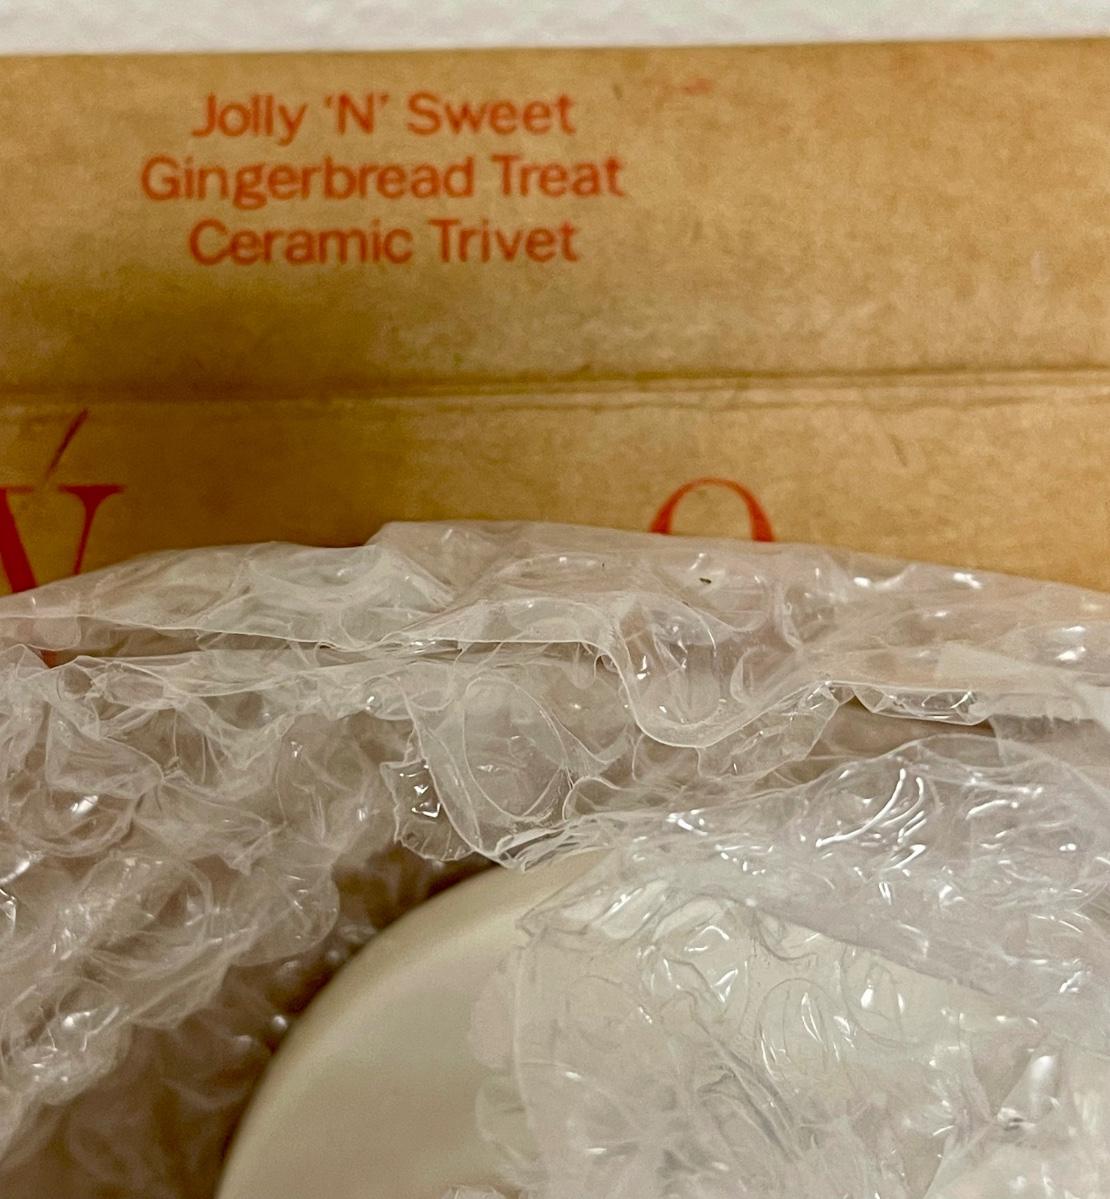 Jolly ‘N’ Sweet
Gingerbread Treat
Ceramic Trivet